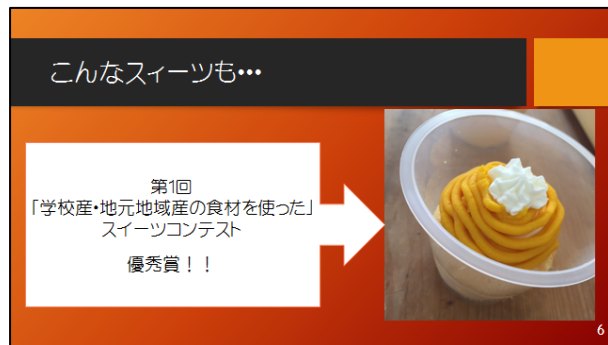 こんなスィーツも•••
第1回
「学校産・地元地域産の食材を使った」
スイーツコンテスト
優秀賞！！
6